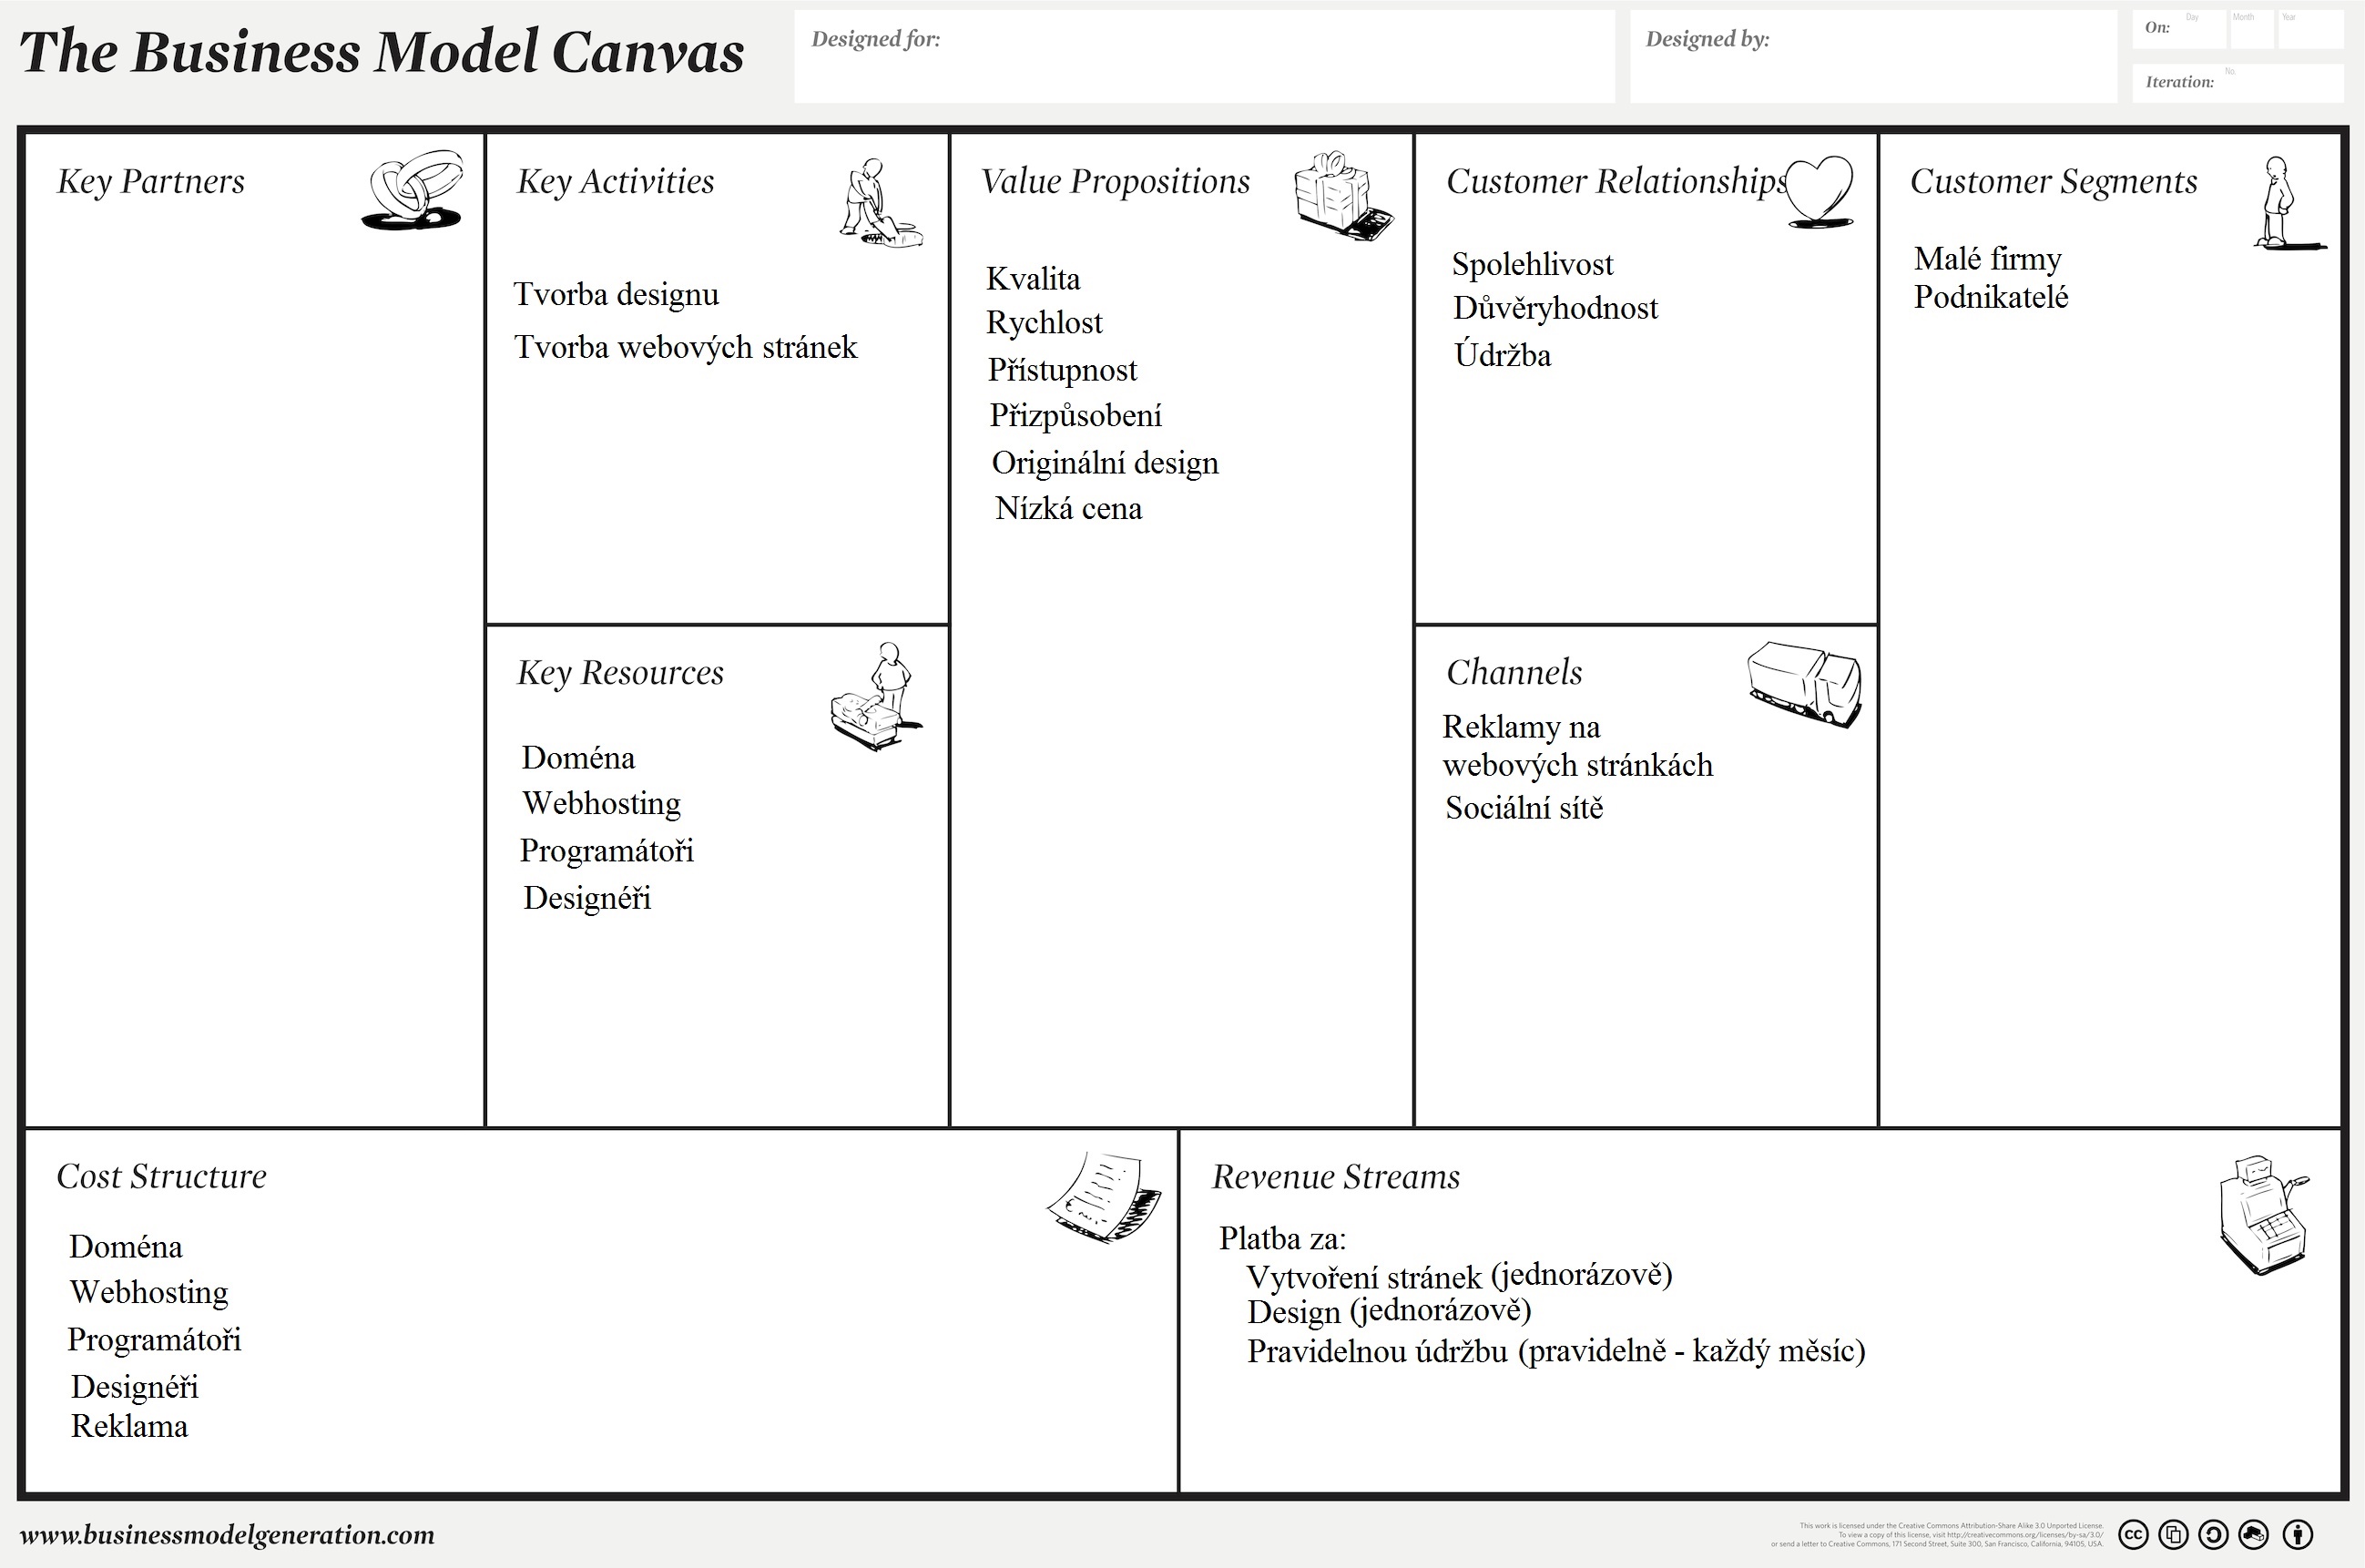 The Business Model Canvas
Designed for:
Designed by:
On:
Day
Month
Year
Iteration:
No.
Key Partners
Key Activities
Tvorba designu
Tvorba webových stránek
Key Resources
Doména
Webhosting
Programátoři
Designéři
Value Propositions
Kvalita
Rychlost
Přístupnost
Přizpůsobení
Originální design
Nízká cena
Customer Relationships
Spolehlivost
Důvěryhodnost
Údržba
Channels
Reklamy na
webových stránkách
Sociální sítě
Customer Segments
Malé firmy
Podnikatelé
Cost Structure
Doména
Webhosting
Programátoři
Designéři
Reklama
Revenue Streams
Platba za:
Vytvoření stránek (jednorázově)
Design (jednorázově)
Pravidelnou údržbu (pravidelně - každý měsíc)
www.businessmodelgeneration.com
This work is licensed under the Creative Commons Attribution-Share Alike 3.0 Unported License.
To view a copy of this license, visit http://creativecommons.org/licenses/by-sa/3.0/
or send a letter to Creative Commons, 171 Second Street, Suite 300, San Francisco, California, 94105, USA.
cc